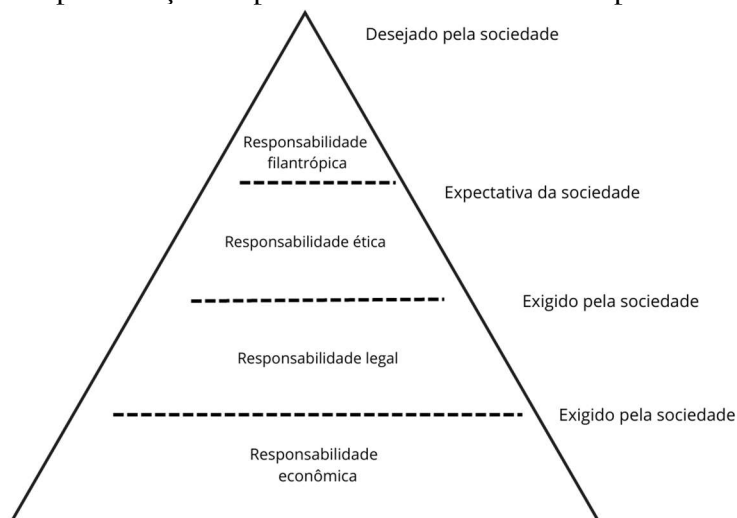 Desejado pela sociedade
Responsabilidade
filantrópica
Expectativa da sociedade
Responsabilidade ética
Exigido pela sociedade
Responsabilidade legal
Exigido pela sociedade
Responsabilidade
econômica